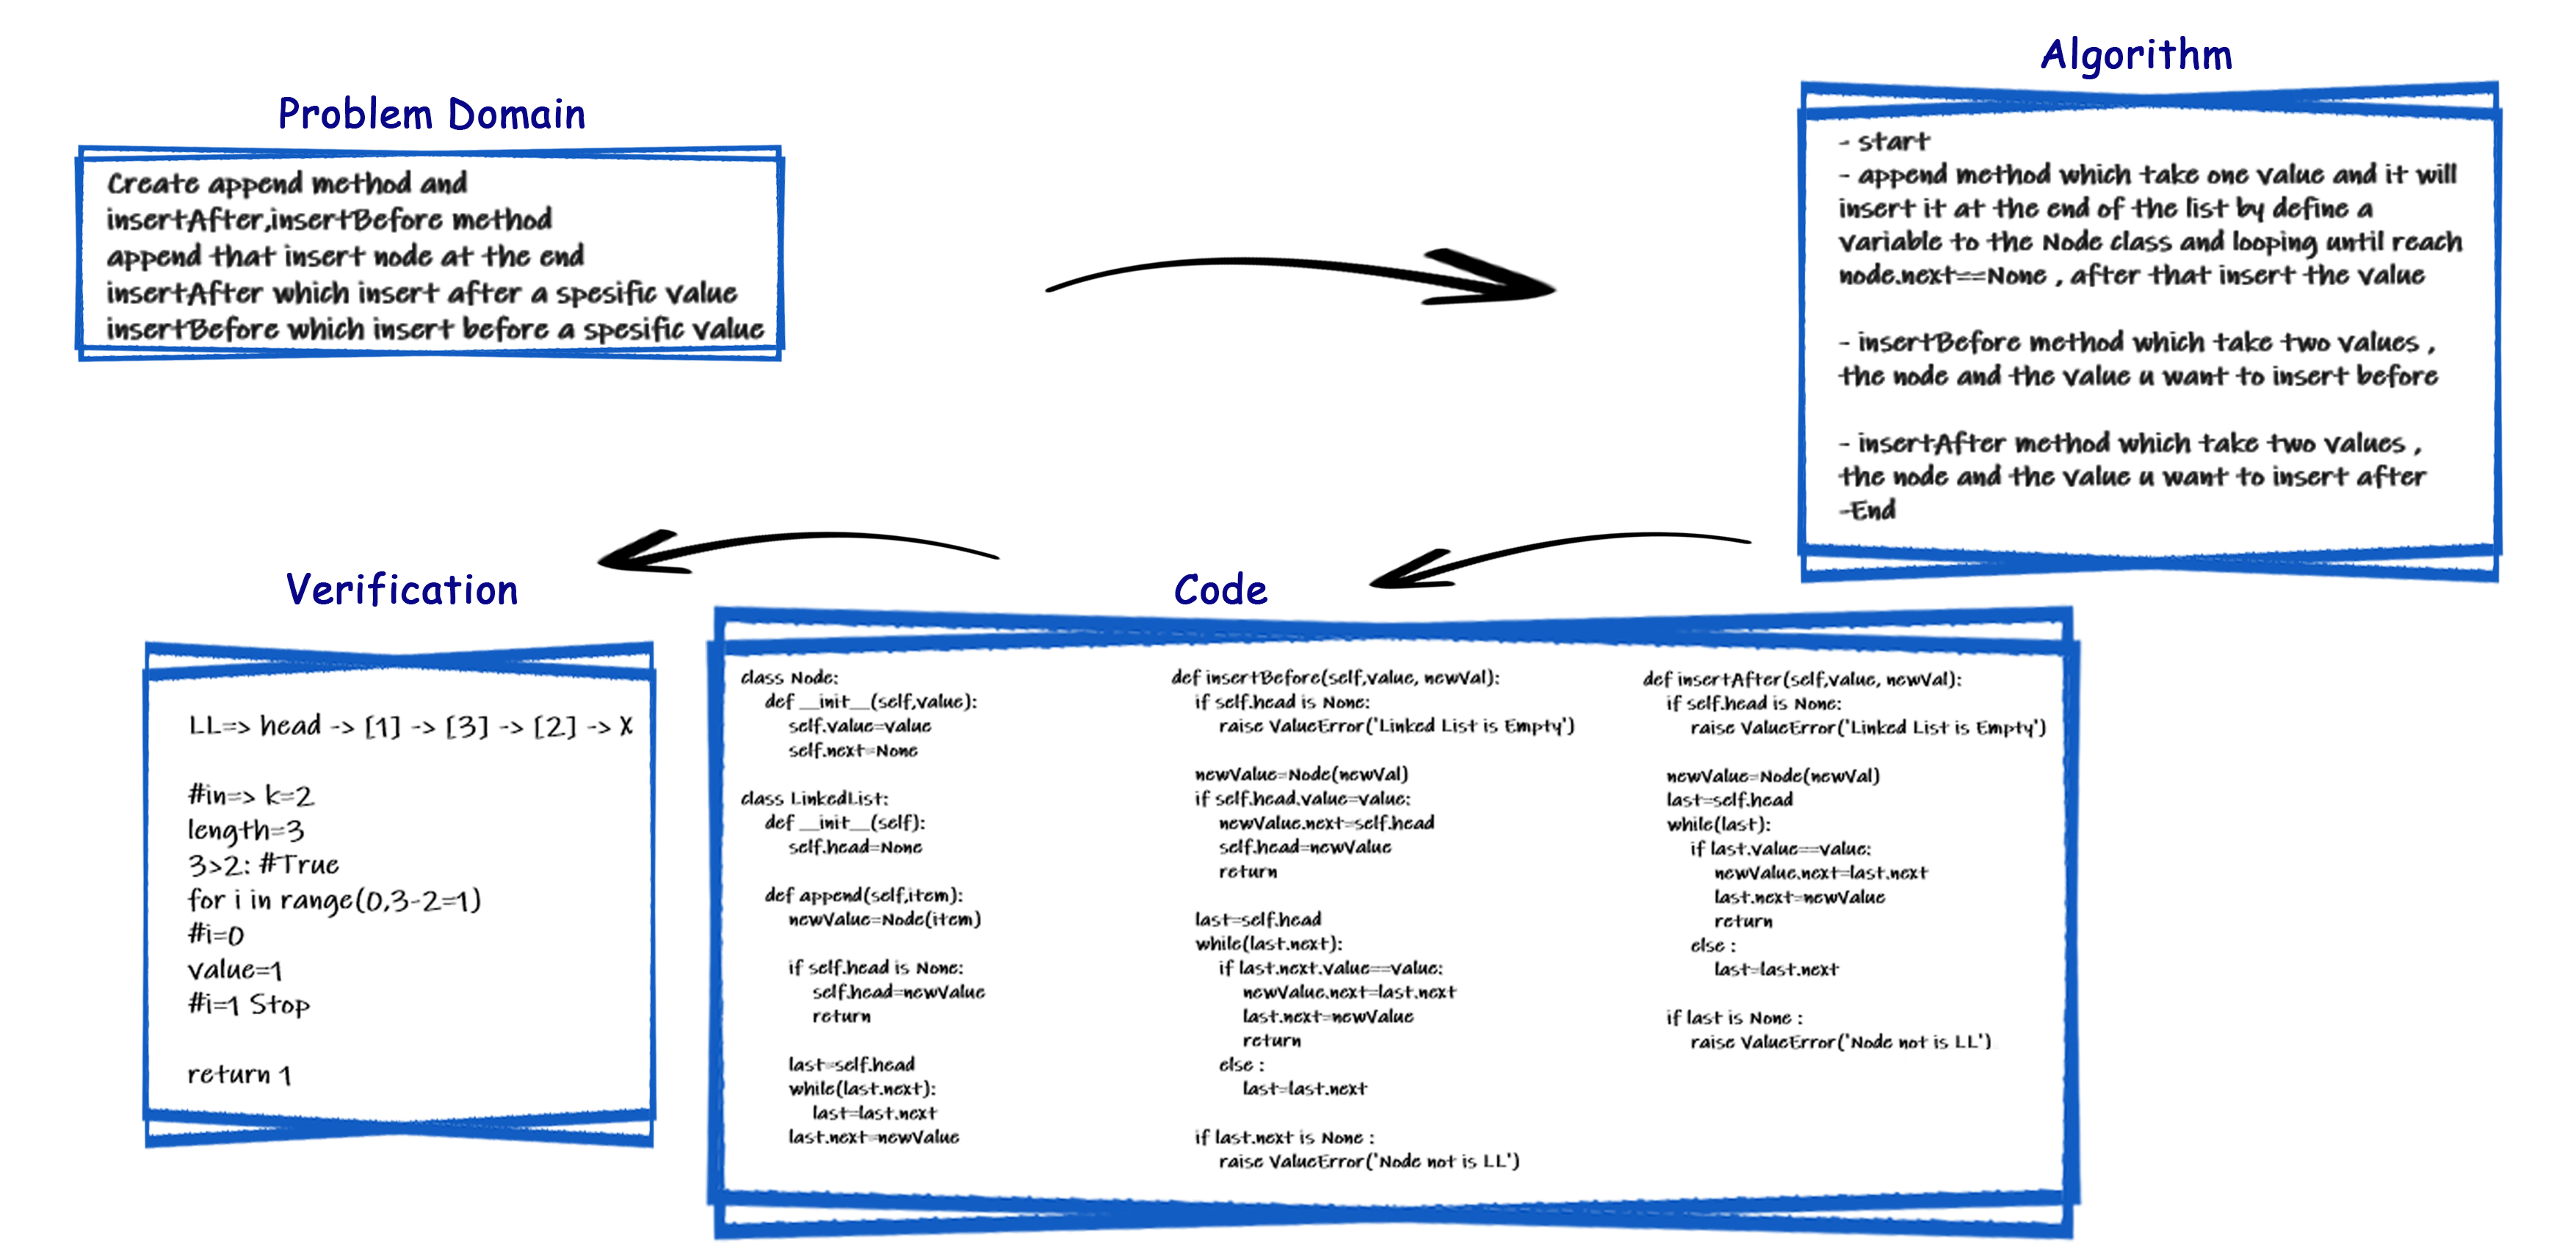 Problem Domain
Create append method and
insertAfter,insertBefore method
append that insert node at the end
insertAfter which insert after a spesific value
insertBefore which insert before a spesific value
Algorithm
- start
- append method which take one value and it will
insert it at the end of the list by define a
variable to the Node class and looping until reach
node.next==None , after that insert the value
- insertBefore method which take two values ,
the node and the value u want to insert before
- insertAfter method which take two values ,
the node and the value u want to insert after
-End
Verification
LL=> head -> [1] -> [3] -> [2] -> X
#in=> k=2
length=3
3>2: #True
for i in range(0,3-2=1)
#i=0
value=1
#i=1 Stop
return 1
Code
class Node:
def __init__(self,value):
self.value=value
self.next=None
class LinkedList:
def __init__(self):
self.head=None
def append(self,item):
newValue=Node(item)
if self.head is None:
self.head=newValue
return
last=self.head
while(last.next):
last=last.next
last.next=newValue
def insertBefore(self,value, newVal):
if self.head is None:
raise ValueError('Linked List is Empty')
newValue=Node(newVal)
if self.head.value=value:
newValue.next=self.head
self.head=newValue
return
last=self.head
while(last.next):
if last.next.value==value:
newValue.next=last.next
last.next=newValue
return
else :
last=last.next
if last.next is None :
raise ValueError('Node not is LL')
def insertAfter(self,value, newVal):
if self.head is None:
raise ValueError('Linked List is Empty')
newValue=Node(newVal)
last=self.head
while(last):
if last.value==value:
newValue.next=last.next
last.next=newValue
return
else :
last=last.next
if last is None :
raise ValueError('Node not is LL')